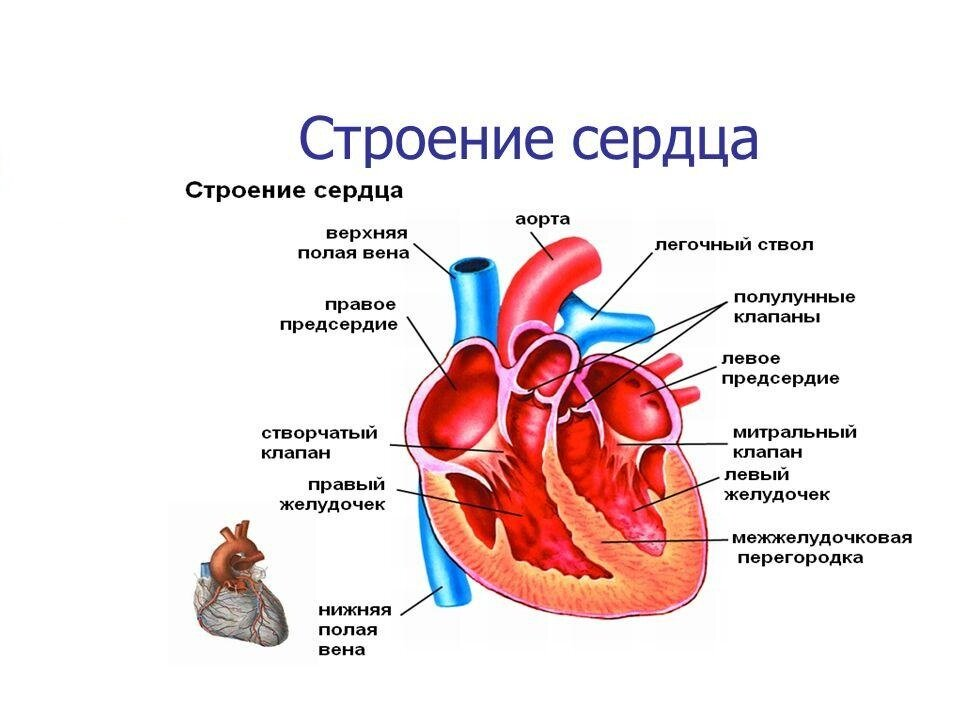 Строение сердца
Строение сердца
аорта
верхняя
полая вена
легочный ствол
правое
предсердие
полулунные
клапаны
левое
предсердие
створчатый
клапан
митральный
клапан
правый
желудочек
левый
желудочек
межжелудочковая
перегородка
нижняя
полая
вена